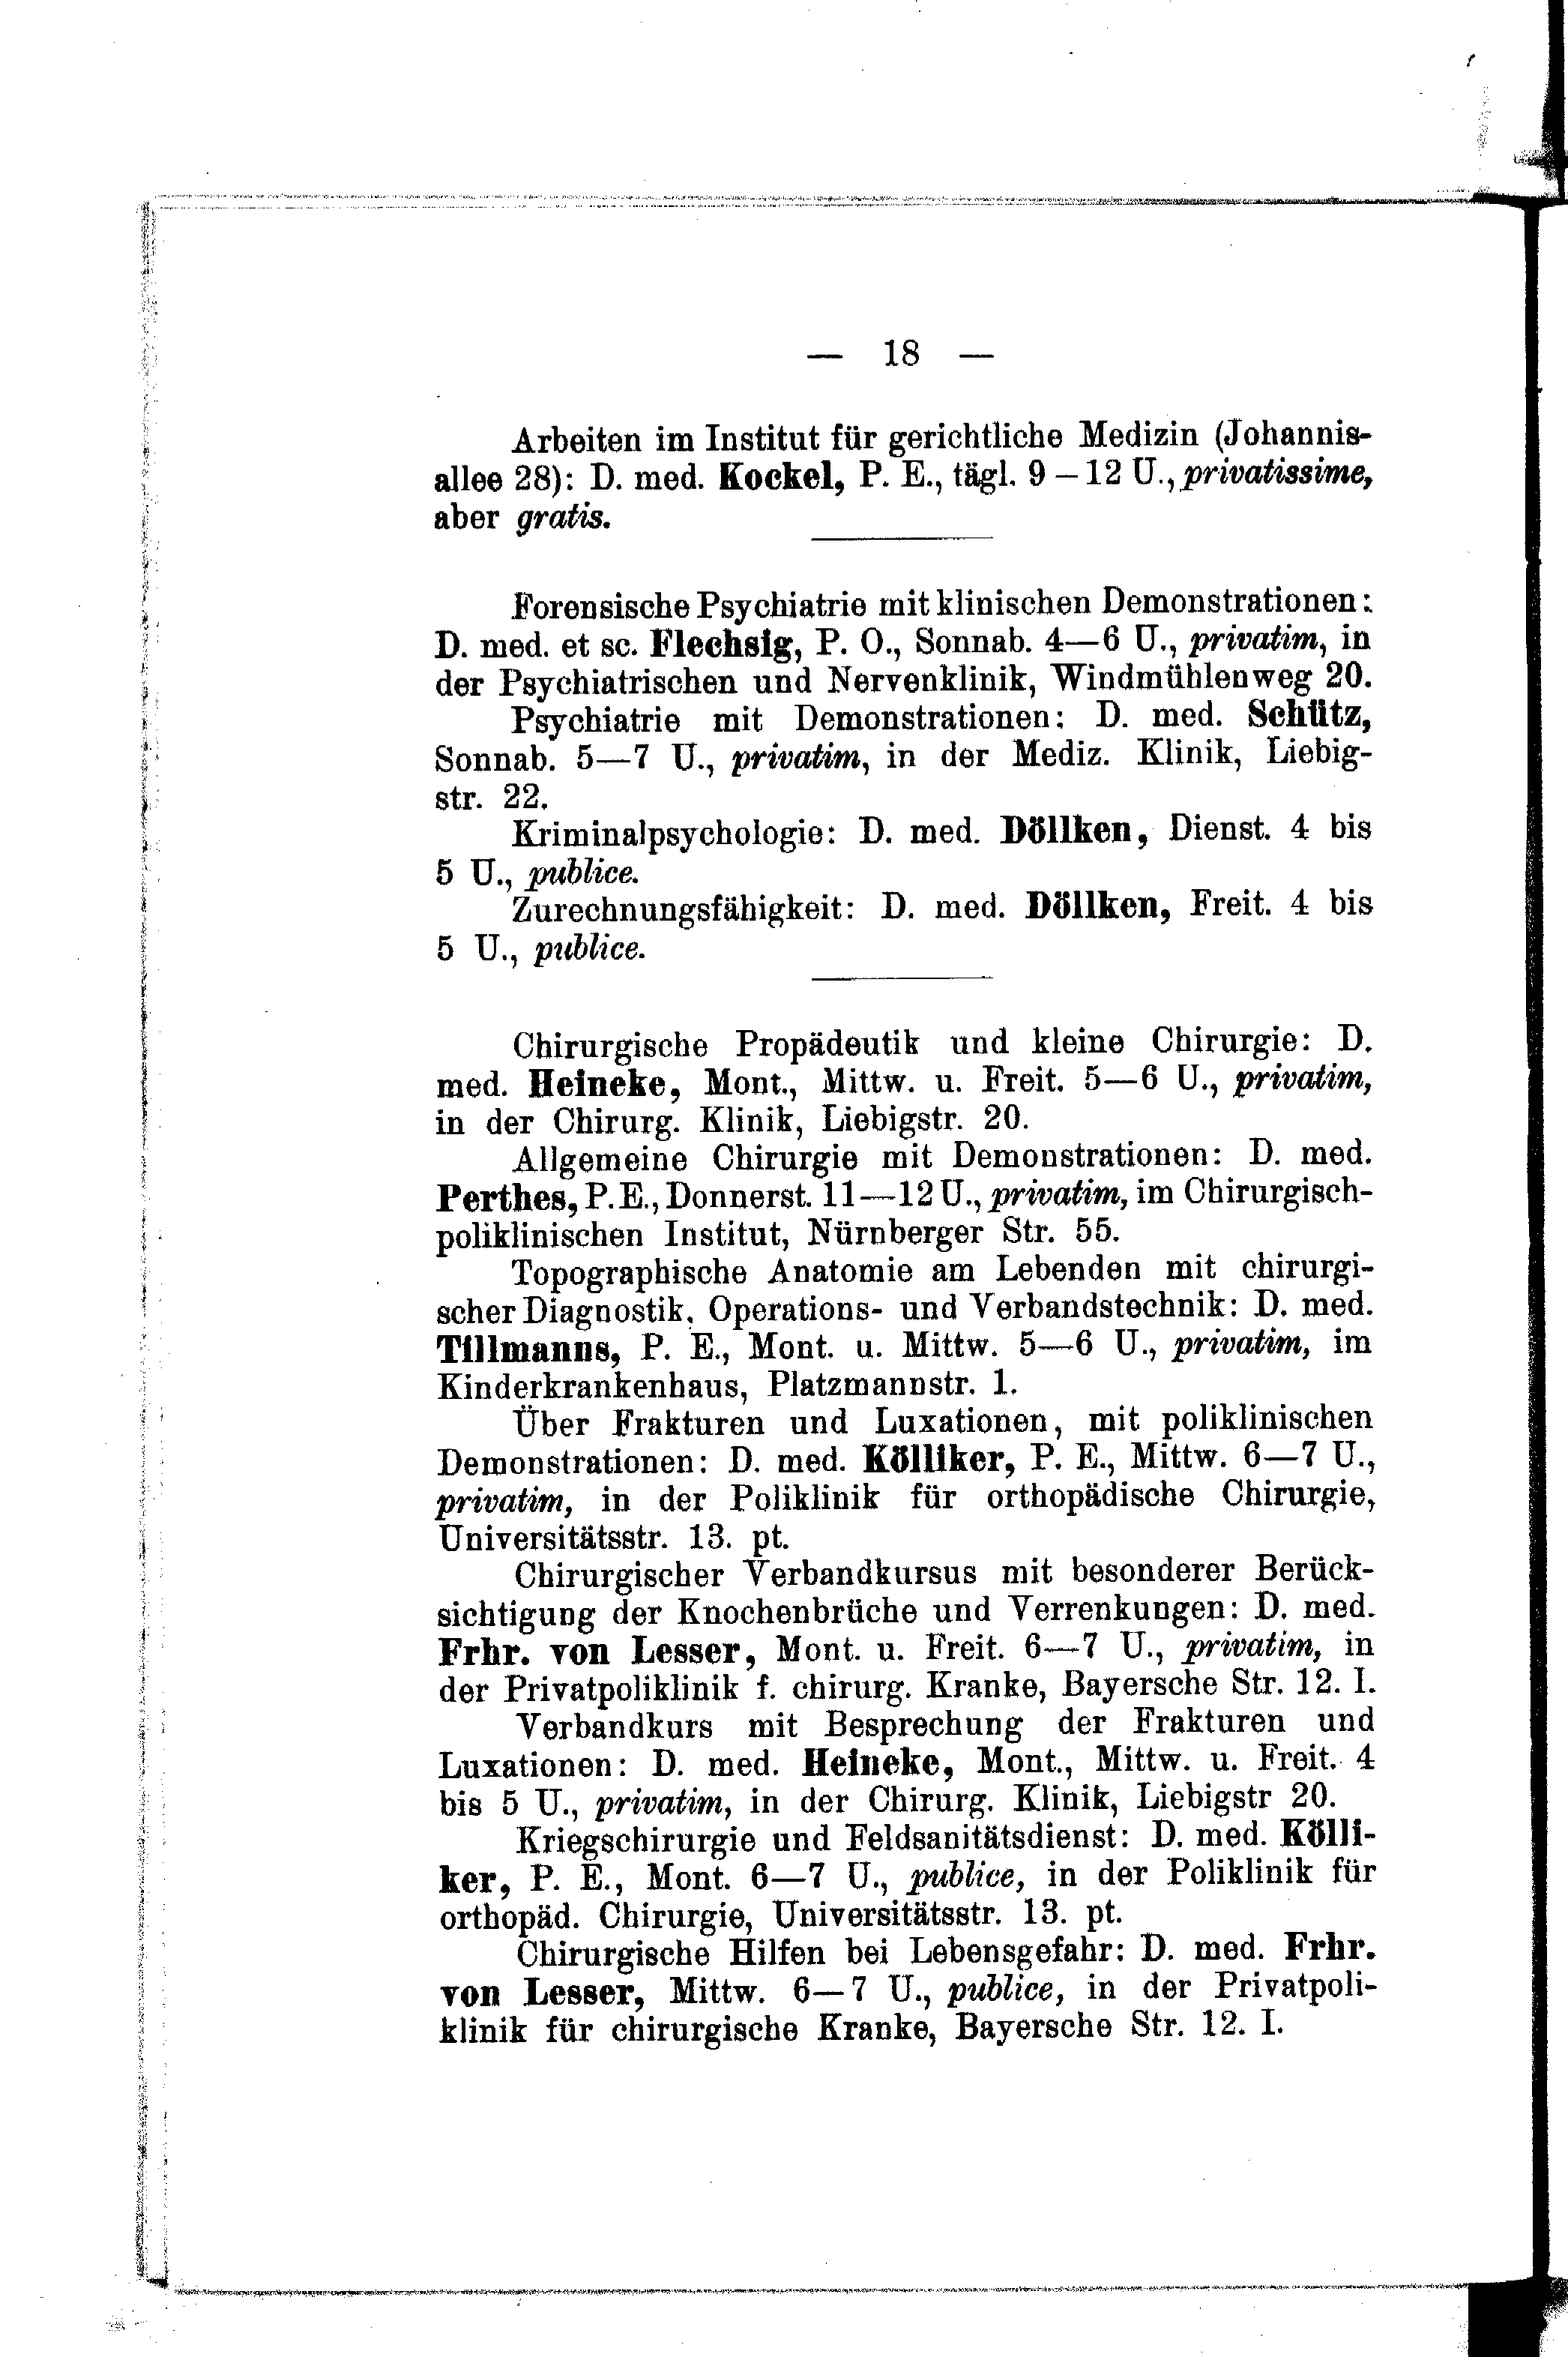 — 18 —
Arbeiten im Institut für gerichtliche Medizin (Johannis-
allee 28): D. med. Kockel, P. E., tägl. 9 – 12 U., privatissime,
aber gratis.
Forensische Psychiatrie mit klinischen Demonstrationen:
D. med. et sc. Flechsig, P. O., Sonnab. 4—6 U., privatim, in
der Psychiatrischen und Nervenklinik, Windmühlenweg 20.
Psychiatrie mit Demonstrationen: D. med. Schütz,
Sonnab. 5—7 U., privatim, in der Mediz. Klinik, Liebig-
str. 22.
Kriminalpsychologie: D. med. Döllken, Dienst. 4 bis
5 U., publice.
Zurechnungsfähigkeit: D. med. Döllken, Freit. 4 bis
5 U., publice.
Chirurgische Propädeutik und kleine Chirurgie: D.
med. Heineke, Mont., Mittw. u. Freit. 5—6 U., privatim,
in der Chirurg. Klinik, Liebigstr. 20.
Allgemeine Chirurgie mit Demonstrationen: D. med.
Perthes, P. E., Donnerst. 11—12 U., privatim, im Chirurgisch-
poliklinischen Institut, Nürnberger Str. 55.
Topographische Anatomie am Lebenden mit chirurgi-
scher Diagnostik, Operations- und Verbandstechnik: D. med.
Tillmanns, P. E., Mont. u. Mittw. 5—6 U., privatim, im
Kinderkrankenhaus, Platzmannstr. 1.
Über Frakturen und Luxationen, mit poliklinischen
Demonstrationen: D. med. Kölliker, P. E., Mittw. 6—7 U.,
privatim, in der Poliklinik für orthopädische Chirurgie,
Universitätsstr. 13. pt.
Chirurgischer Verbandkursus mit besonderer Berück-
sichtigung der Knochenbrüche und Verrenkungen: D. med.
Frhr. von Lesser, Mont. u. Freit. 6—7 U., privatim, in
der Privatpoliklinik f. chirurg. Kranke, Bayersche Str. 12. I.
Verbandkurs mit Besprechung der Frakturen und
Luxationen: D. med. Heineke, Mont., Mittw. u. Freit. 4
bis 5 U., privatim, in der Chirurg. Klinik, Liebigstr 20.
Kriegschirurgie und Feldsanitätsdienst: D. med. Kölli-
ker, P. E., Mont. 6—7 U., publice, in der Poliklinik für
orthopäd. Chirurgie, Universitätsstr. 13. pt.
Chirurgische Hilfen bei Lebensgefahr: D. med. Frhr.
von Lesser, Mittw. 6—7 U., publice, in der Privatpoli-
klinik für chirurgische Kranke, Bayersche Str. 12. I.